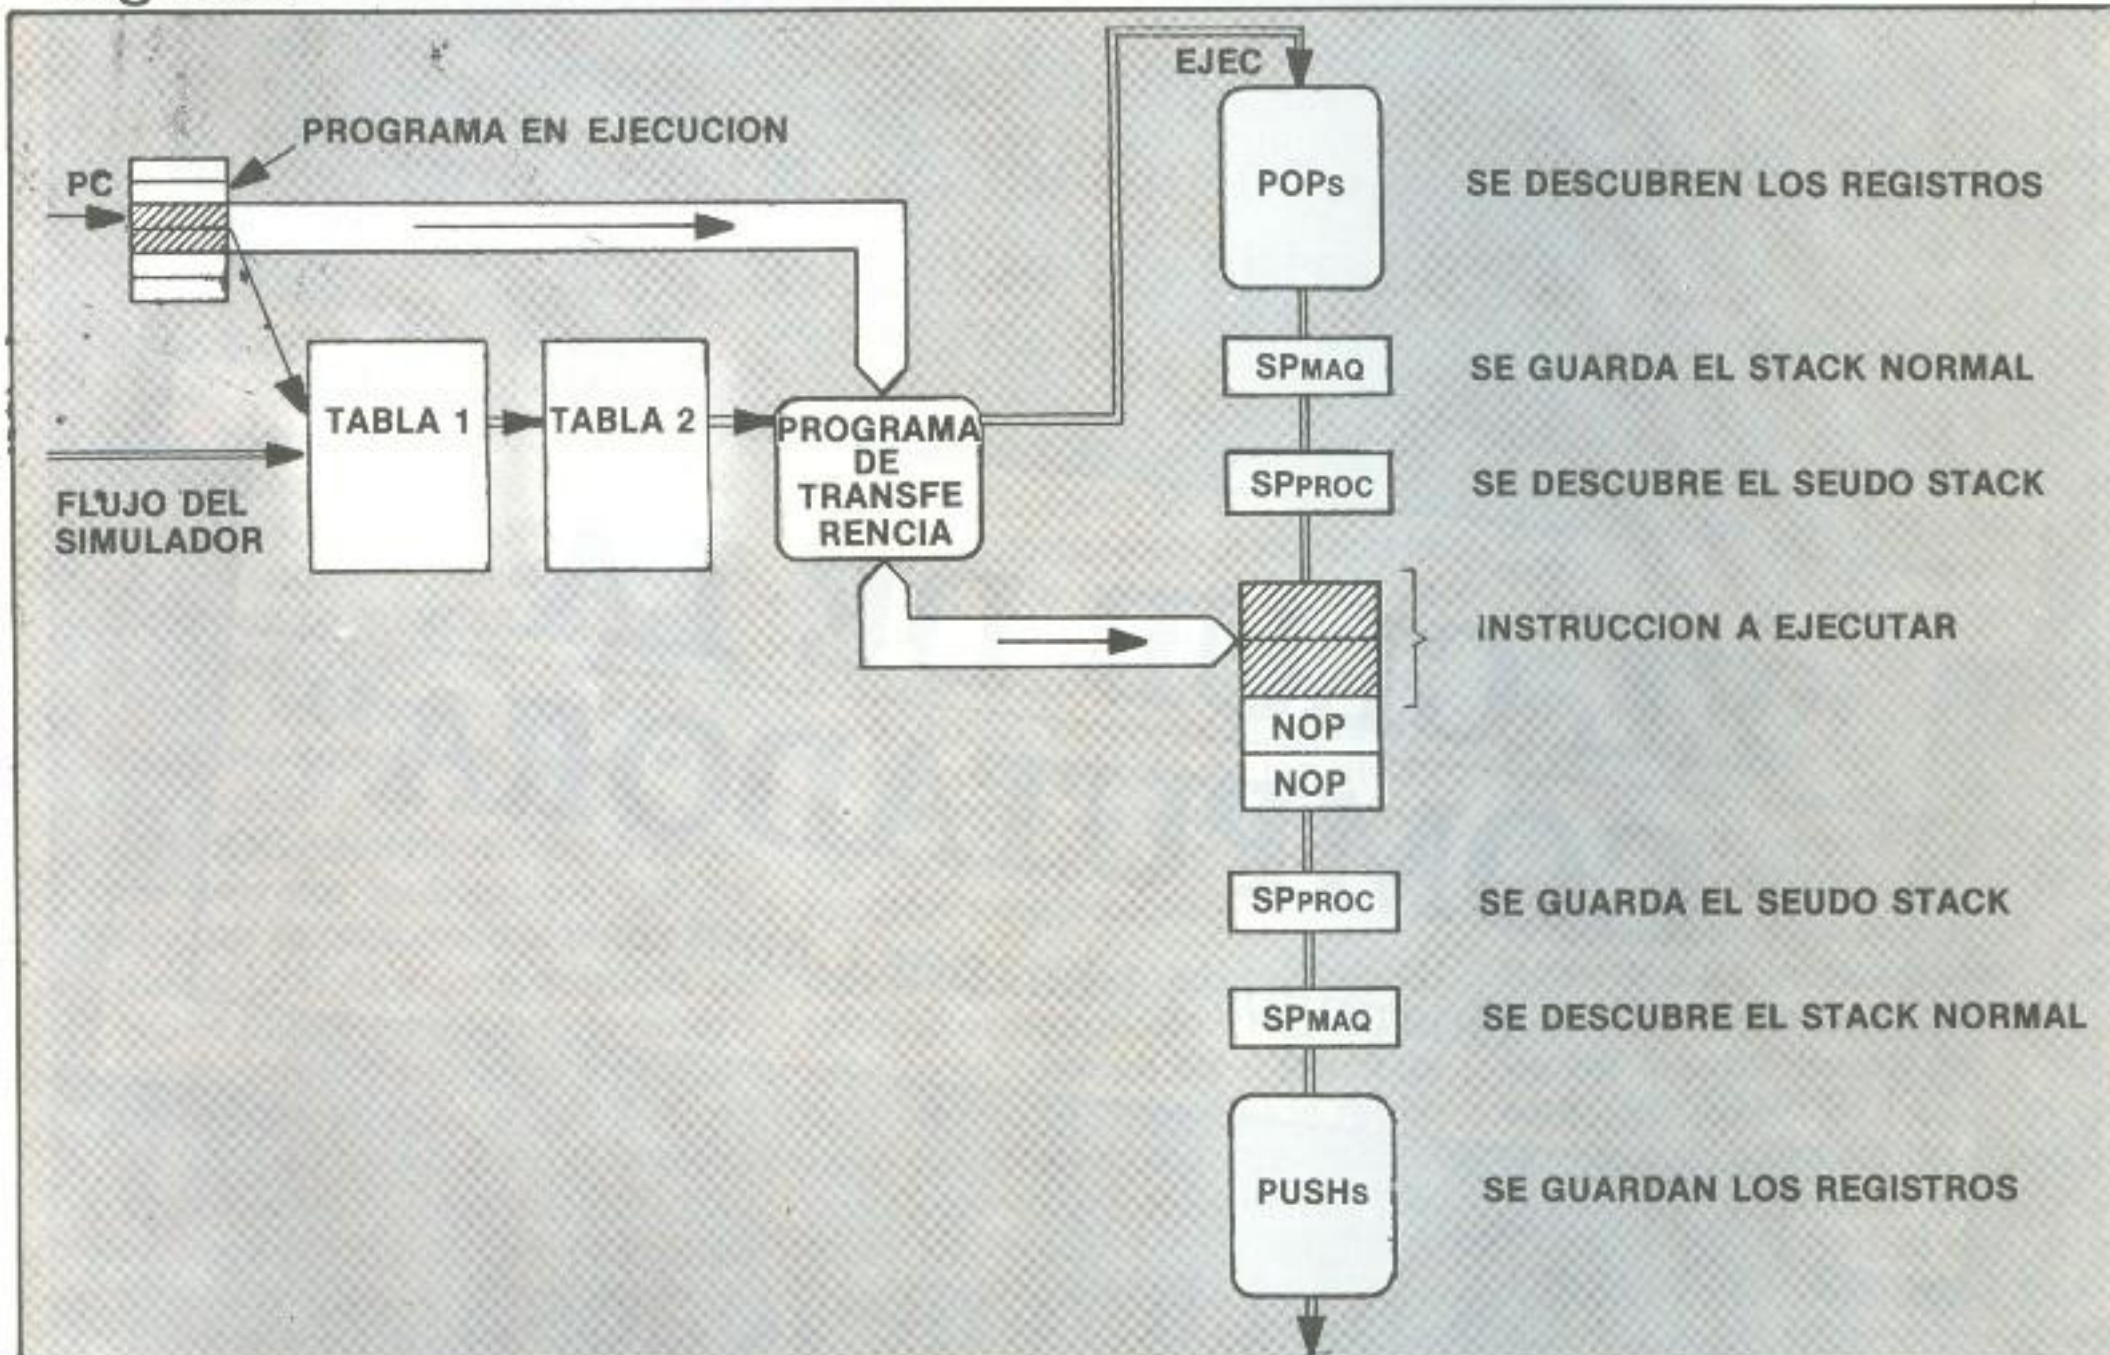 EJEC
PROGRAMA EN EJECUCION
PC
POPs
SE DESCUBREN LOS REGISTROS
SPMAQ
SE GUARDA EL STACK NORMAL
TABLA 1
TABLA 2
PROGRAMA
DE
TRANSFE
RENCIA
SPPROC
SE DESCUBRE EL SEUDO STACK
FLUJO DEL
SIMULADOR
INSTRUCCION A EJECUTAR
NOP
NOP
SPPROC
SE GUARDA EL SEUDO STACK
SPMAQ
SE DESCUBRE EL STACK NORMAL
PUSHs
SE GUARDAN LOS REGISTROS